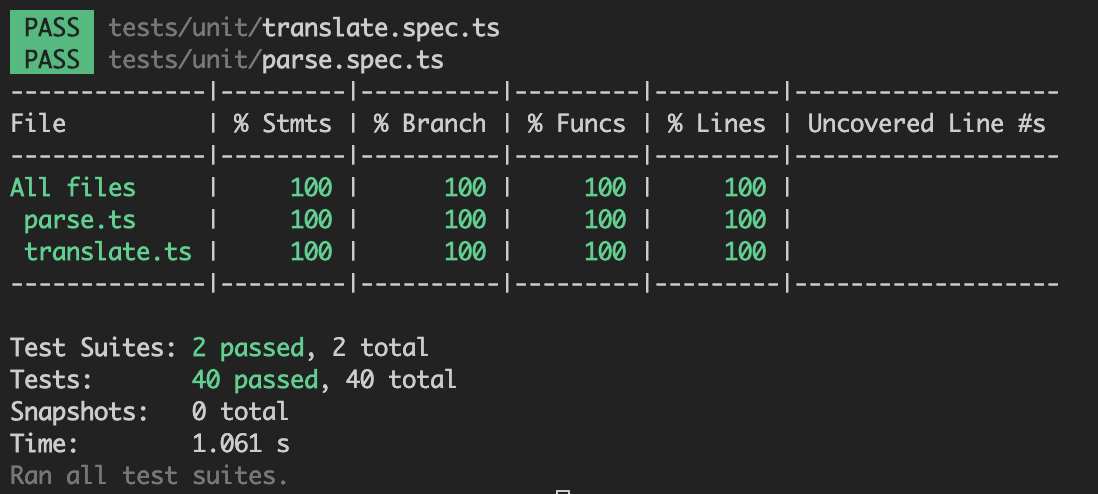 PASS tests/unit/translate.spec.ts
PASS tests/unit/parse.spec.ts
--------------|---------|----------|---------|---------|-------------------
File          | % Stmts | % Branch | % Funcs | % Lines | Uncovered Line #s
--------------|---------|----------|---------|---------|-------------------
All files     |     100 |      100 |     100 |     100 |
 parse.ts     |     100 |      100 |     100 |     100 |
 translate.ts |     100 |      100 |     100 |     100 |
--------------|---------|----------|---------|---------|-------------------
Test Suites: 2 passed, 2 total
Tests:       40 passed, 40 total
Snapshots:   0 total
Time:        1.061 s
Ran all test suites.